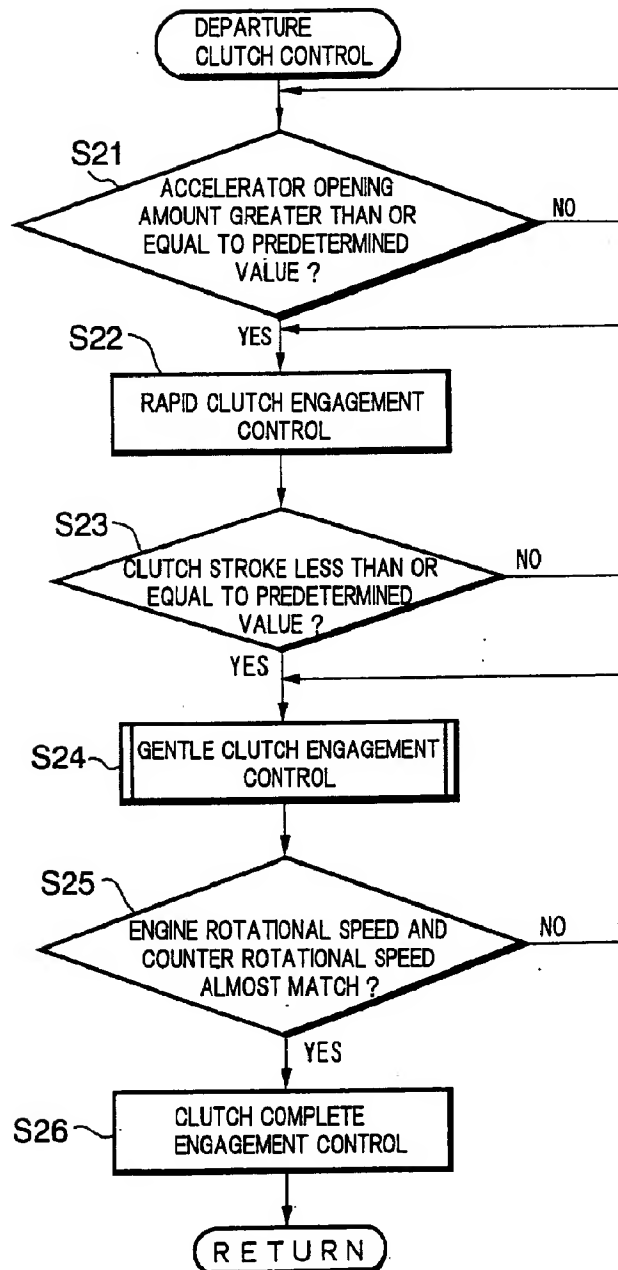 DEPARTURE
CLUTCH CONTROL
S21
ACCELERATOR OPENING
AMOUNT GREATER THAN OR
EQUAL TO PREDETERMINED
VALUE ?
NO
YES
S22
RAPID CLUTCH ENGAGEMENT
CONTROL
S23
CLUTCH STROKE LESS THAN OR
EQUAL TO PREDETERMINED
VALUE ?
NO
YES
S24
GENTLE CLUTCH ENGAGEMENT
CONTROL
S25
ENGINE ROTATIONAL SPEED AND
COUNTER ROTATIONAL SPEED
ALMOST MATCH ?
NO
YES
S26
CLUTCH COMPLETE
ENGAGEMENT CONTROL
RETURN